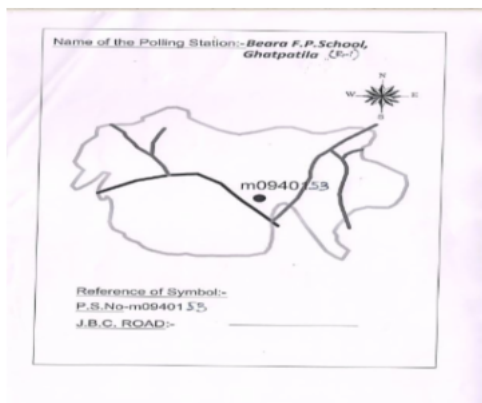 Name of the Polling Station:-Beara F.P.School,
Ghatpatila
N
W
E
S
m0940153
Reference of Symbol:-
P.S.No-m0940153
J.B.C. ROAD:-